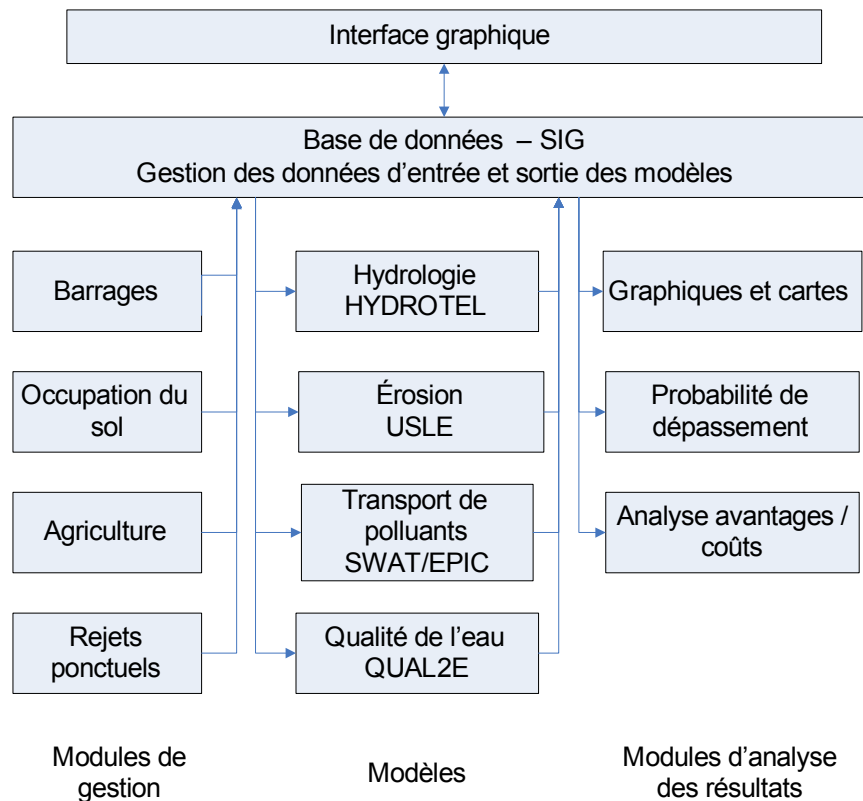 Interface graphique
Base de données – SIG
Gestion des données d'entrée et sortie des modèles
Barrages
Hydrologie
HYDROTEL
Graphiques et cartes
Occupation du
sol
Érosion
USLE
Probabilité de
dépassement
Agriculture
Transport de
polluants
SWAT/EPIC
Analyse avantages /
coûts
Rejets
ponctuels
Qualité de l'eau
QUAL2E
Modules de
gestion
Modèles
Modules d'analyse
des résultats